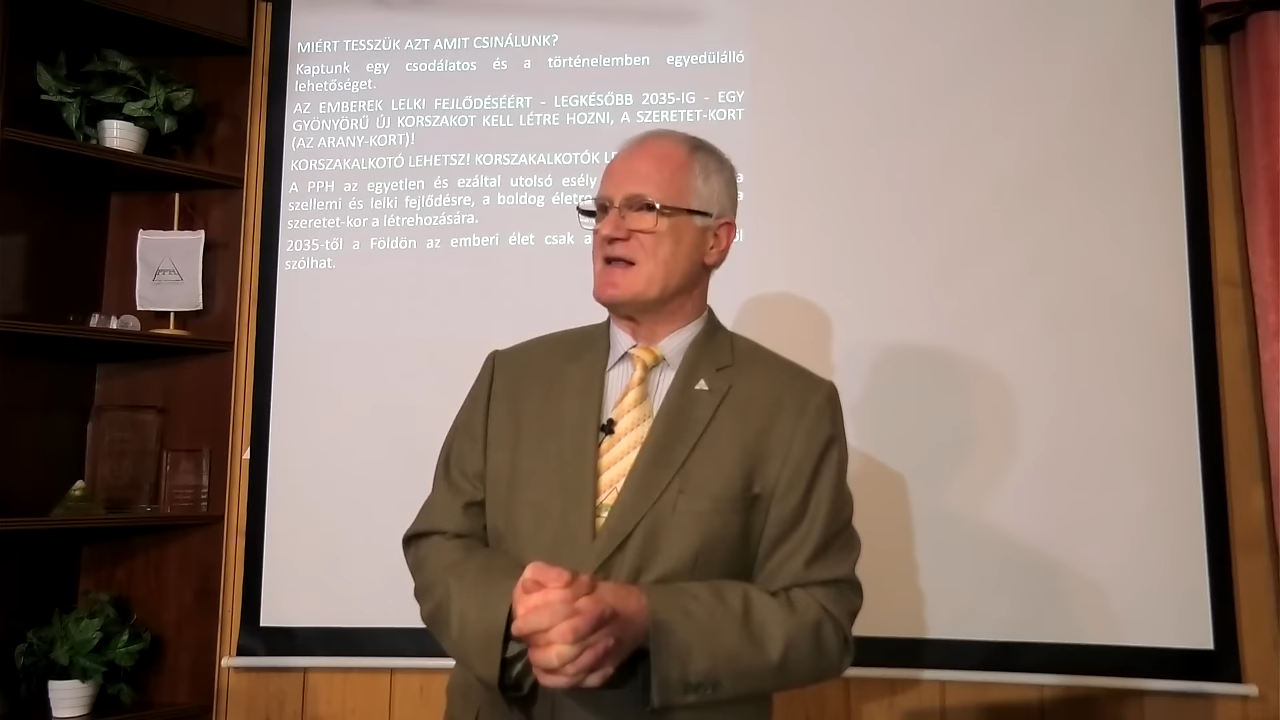 MIÉRT TESSZÜK AZT AMIT CSINÁLUNK?
Kaptunk egy csodálatos és a történelemben egyedülálló
lehetőséget.
AZ EMBEREK LELKI FEJLŐDÉSÉÉRT - LEGKÉSŐBB 2035-IG - EGY
GYÖNYÖRŰ ÚJ KORSZAKOT KELL LÉTRE HOZNI, A SZERETET-KORT
(AZ ARANY-KORT)!
KORSZAKALKOTÓ LEHETSZ! KORSZAKALKOTÓK
A PPH az egyetlen és ezáltal utolsó esély a
szellemi és lelki fejlődésre, a boldog a
szeretet-kor a létrehozására.
2035-től a Földön az emberi élet csak
szólhat.
PPH